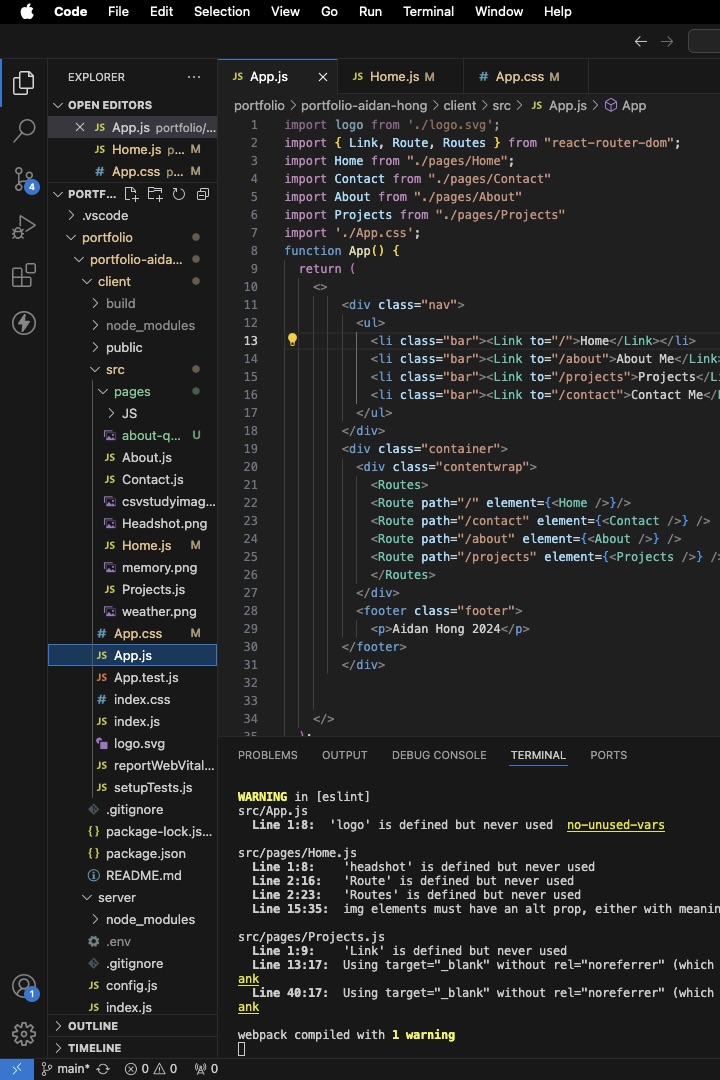 Code File Edit Selection View Go Run Terminal Window Help
EXPLORER
OPEN EDITORS
JS App.js portfolio/...
JS Home.js p... M
# App.css p... M
PORTF...
.vscode
portfolio
portfolio-aida...
client
build
node_modules
public
src
pages
JS
about-q... U
JS About.js
JS Contact.js
csvstudyimag...
Headshot.png
JS Home.js M
memory.png
JS Projects.js
weather.png
# App.css M
JS App.js
JS App.test.js
# index.css
JS index.js
logo.svg
JS reportWebVital...
JS setupTests.js
.gitignore
{} package-lock.js...
{} package.json
README.md
server
node_modules
.env
.gitignore
JS config.js
JS index.js
OUTLINE
TIMELINE
4
1
JS App.js
JS Home.js M
# App.css M
portfolio > portfolio-aidan-hong > client > src > JS App.js > App
1 import logo from './logo.svg';
2 import { Link, Route, Routes } from "react-router-dom";
3 import Home from "./pages/Home";
4 import Contact from "./pages/Contact"
5 import About from "./pages/About"
6 import Projects from "./pages/Projects"
7 import './App.css';
8 function App() {
9 return (
10 <>
11 <div class="nav">
12 <ul>
13 <li class="bar"><Link to="/">Home</Link></li>
14 <li class="bar"><Link to="/about">About Me</Link>
15 <li class="bar"><Link to="/projects">Projects</Li
16 <li class="bar"><Link to="/contact">Contact Me</L
17 </ul>
18 </div>
19 <div class="container">
20 <div class="contentwrap">
21 <Routes>
22 <Route path="/" element={<Home />}/>
23 <Route path="/contact" element={<Contact />} />
24 <Route path="/about" element={<About />} />
25 <Route path="/projects" element={<Projects />} />
26 </Routes>
27 </div>
28 <footer class="footer">
29 <p>Aidan Hong 2024</p>
30 </footer>
31 </div>
32
33
34 </>
35 );
PROBLEMS OUTPUT DEBUG CONSOLE TERMINAL PORTS
WARNING in [eslint]
src/App.js
Line 1:8: 'logo' is defined but never used no-unused-vars
src/pages/Home.js
Line 1:8: 'headshot' is defined but never used
Line 2:16: 'Route' is defined but never used
Line 2:23: 'Routes' is defined but never used
Line 15:35: img elements must have an alt prop, either with meanin
src/pages/Projects.js
Line 1:9: 'Link' is defined but never used
Line 13:17: Using target="_blank" without rel="noreferrer" (which
ank
Line 40:17: Using target="_blank" without rel="noreferrer" (which
ank
webpack compiled with 1 warning
main* 0 0 0